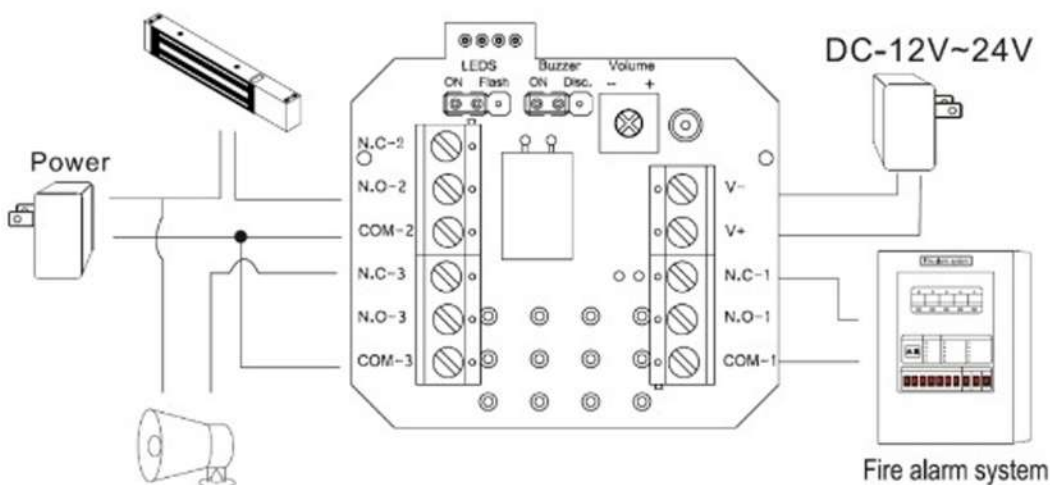 DC-12V~24V
LEDS Buzzer Volume
ON Flash ON Disc. - +
Power
N.C-2
N.O-2
COM-2
N.C-3
N.O-3
COM-3
V-
V+
N.C-1
N.O-1
COM-1
Fire alarm system